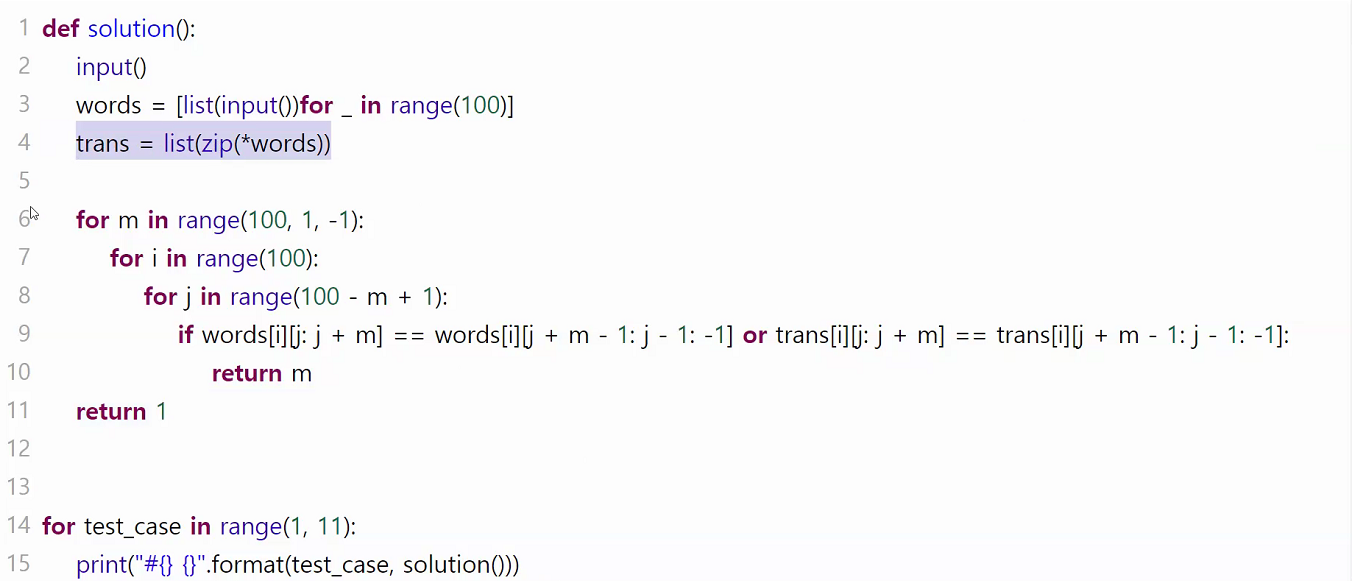 1 def solution():
2 input()
3 words = [list(input())for _ in range(100)]
4 trans = list(zip(*words))
5
6 for m in range(100, 1, -1):
7 for i in range(100):
8 for j in range(100 - m + 1):
9 if words[i][j: j + m] == words[i][j + m - 1: j - 1: -1] or trans[i][j: j + m] == trans[i][j + m - 1: j - 1: -1]:
10 return m
11 return 1
12
13
14 for test_case in range(1, 11):
15 print("#{} {}".format(test_case, solution()))